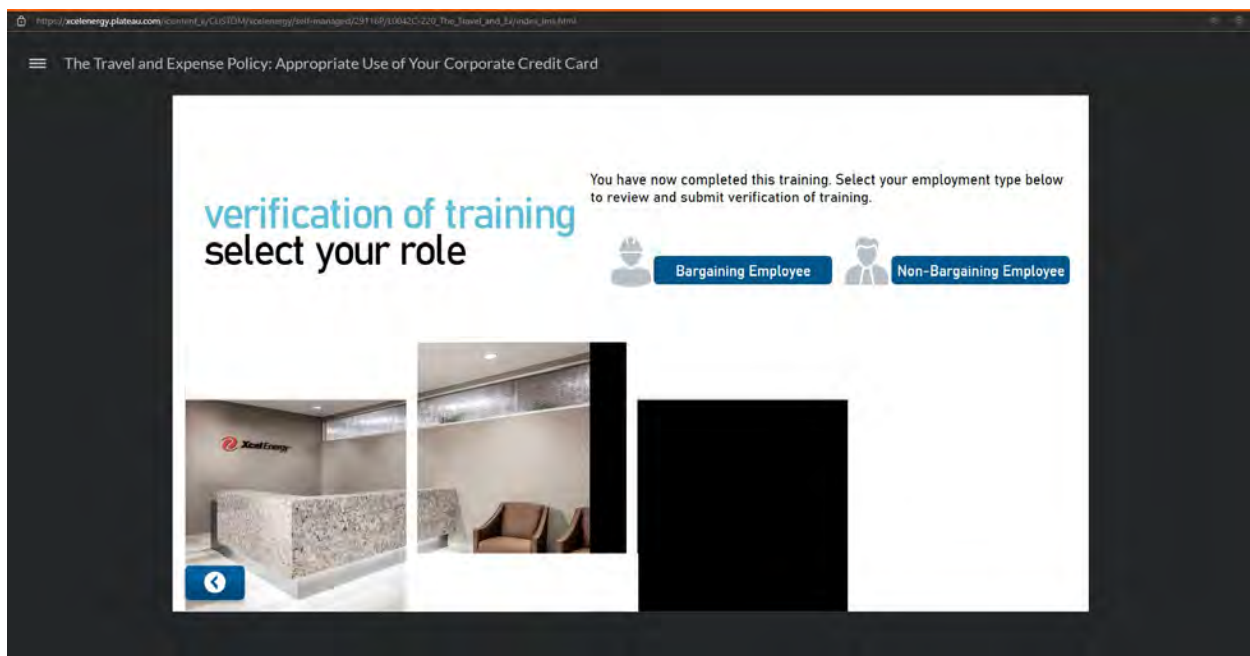 The Travel and Expense Policy: Appropriate Use of Your Corporate Credit Card
You have now completed this training. Select your employment type below
to review and submit verification of training.
verification of training
select your role
Bargaining Employee
Non-Bargaining Employee
XcelEnergy